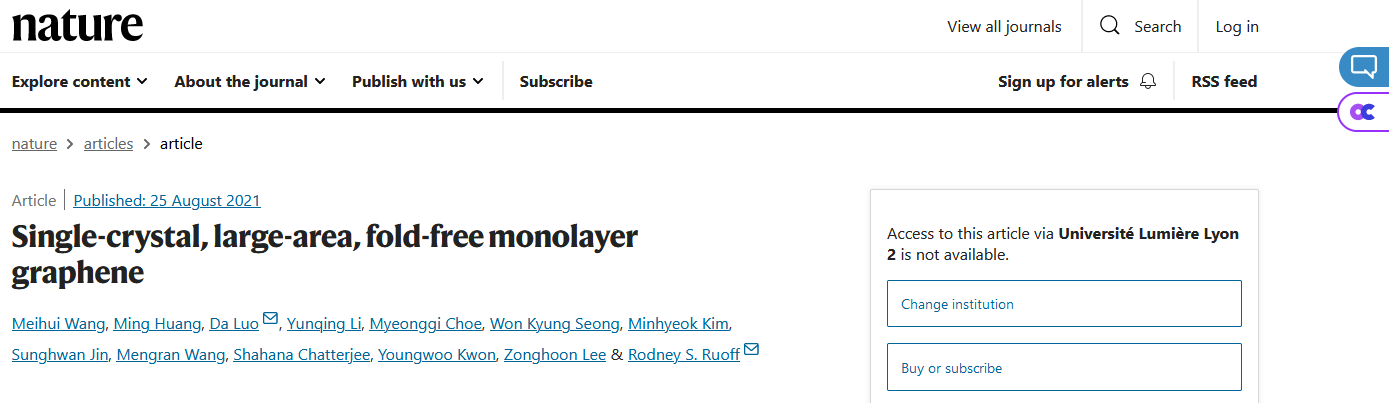 nature
View all journals
Search
Log in
Explore content
About the journal
Publish with us
Subscribe
Sign up for alerts
RSS feed
nature
articles
article
Article
Published: 25 August 2021
Single-crystal, large-area, fold-free monolayer
graphene
Meihui Wang, Ming Huang, Da Luo, Yunqing Li, Myeonggi Choe, Won Kyung Seong, Minhyeok Kim,
Sunghwan Jin, Mengran Wang, Shahana Chatterjee, Youngwoo Kwon, Zonghoon Lee & Rodney S. Ruoff
Access to this article via Université Lumière Lyon
2 is not available.
Change institution
Buy or subscribe